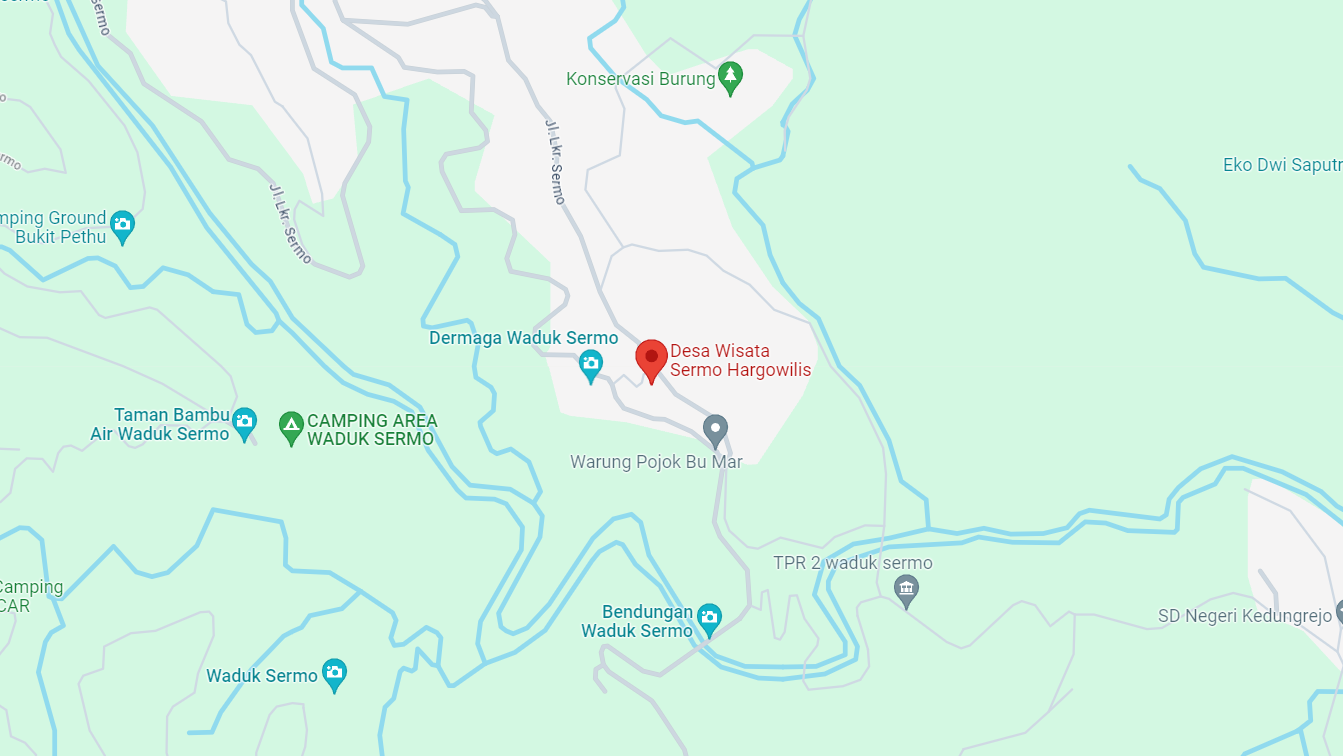 Sermo
Konservasi Burung
Jl. Lkr. Sermo
Eko Dwi Saputr
Jl. Lkr. Sermo
mping Ground
Bukit Pethu
Dermaga Waduk Sermo
Desa Wisata
Sermo Hargowilis
Taman Bambu
Air Waduk Sermo
CAMPING AREA
WADUK SERMO
Warung Pojok Bu Mar
TPR 2 waduk sermo
Camping
CAR
Bendungan
Waduk Sermo
SD Negeri Kedungrejo
Waduk Sermo